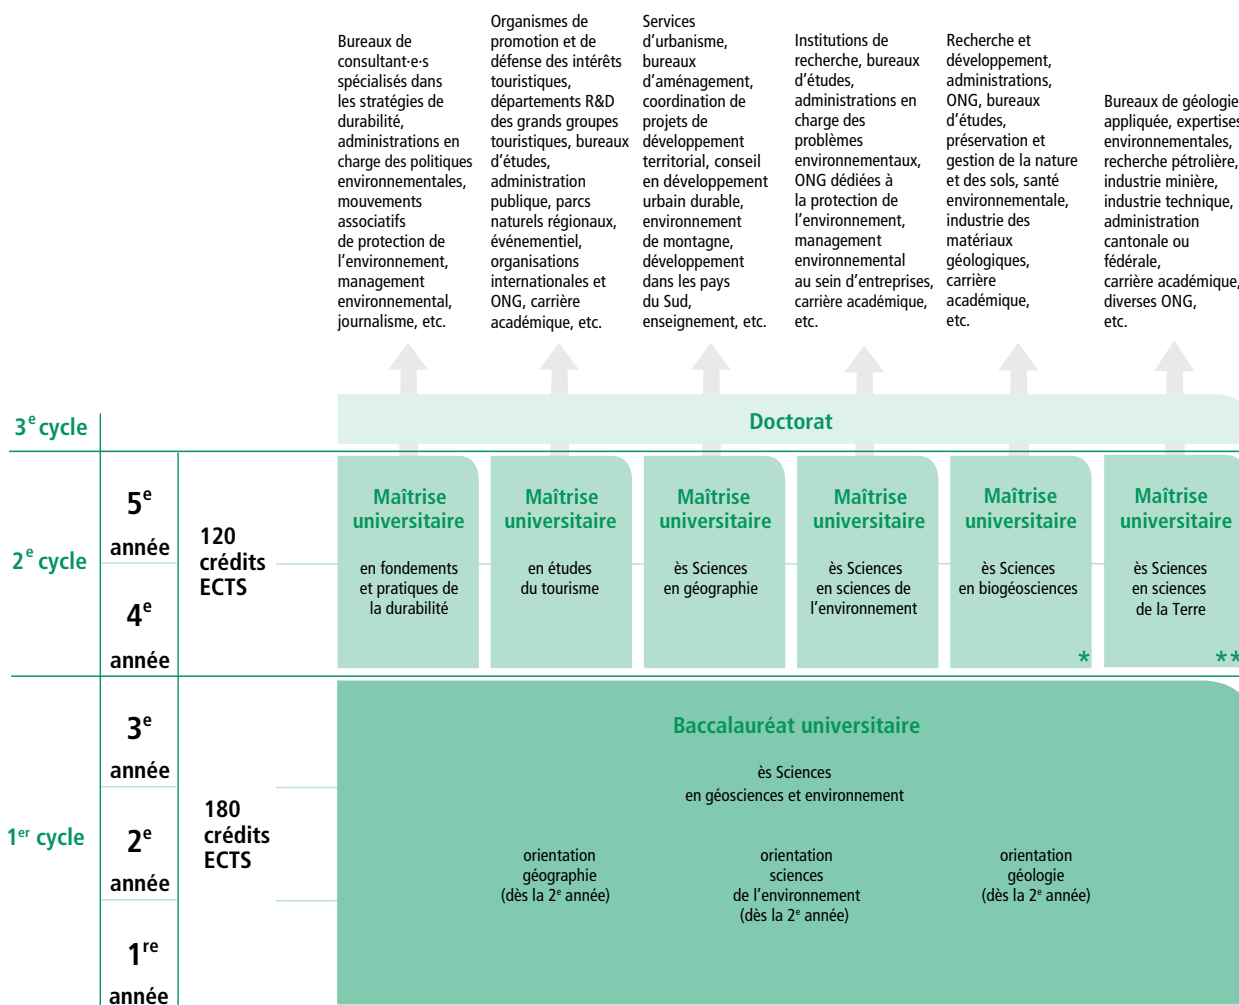 Bureaux de
consultant·e·s
spécialisés dans
les stratégies de
durabilité,
administrations en
charge des politiques
environnementales,
mouvements
associatifs
de protection de
l’environnement,
management
environnemental,
journalisme, etc.
Organismes de
promotion et de
défense des intérêts
touristiques,
départements R&D
des grands groupes
touristiques, bureaux
d’études,
administration
publique, parcs
naturels régionaux,
événementiel,
organisations
internationales et
ONG, carrière
académique, etc.
Services
d’urbanisme,
bureaux
d’aménagement,
coordination de
projets de
développement
territorial, conseil
en développement
urbain durable,
environnement
de montagne,
développement
dans les pays
du Sud,
enseignement, etc.
Institutions de
recherche, bureaux
d’études,
administrations en
charge des
problèmes
environnementaux,
ONG dédiées à
la protection de
l’environnement,
management
environnemental
au sein d’entreprises,
carrière académique,
etc.
Recherche et
développement,
administrations,
ONG, bureaux
d’études,
préservation et
gestion de la nature
et des sols, santé
environnementale,
industrie des
matériaux
géologiques,
carrière
académique,
etc.
Bureaux de géologie
appliquée, expertises
environnementales,
recherche pétrolière,
industrie minière,
industrie technique,
administration
cantonale ou
fédérale,
carrière académique,
diverses ONG,
etc.
3e cycle
Doctorat
2e cycle
5e
année
4e
année
120
crédits
ECTS
Maîtrise
universitaire
en fondements
et pratiques de
la durabilité
Maîtrise
universitaire
en études
du tourisme
Maîtrise
universitaire
ès Sciences
en géographie
Maîtrise
universitaire
ès Sciences
en sciences de
l’environnement
Maîtrise
universitaire
ès Sciences
en biogéosciences
*
Maîtrise
universitaire
ès Sciences
en sciences
de la Terre
**
1er cycle
3e
année
2e
année
1re
année
180
crédits
ECTS
Baccalauréat universitaire
ès Sciences
en géosciences et environnement
orientation
géographie
(dès la 2e année)
orientation
sciences
de l’environnement
(dès la 2e année)
orientation
géologie
(dès la 2e année)